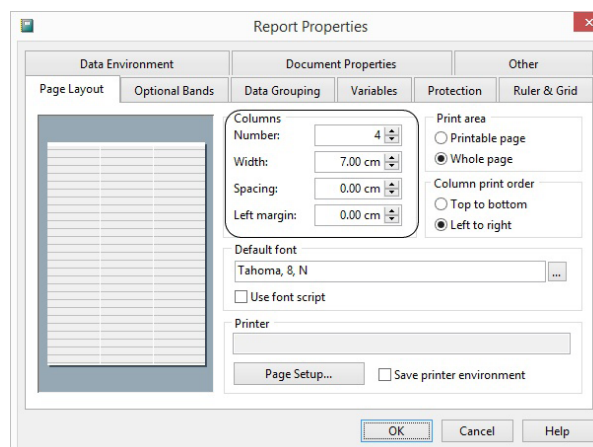 Report Properties
Data Environment
Document Properties
Other
Page Layout
Optional Bands
Data Grouping
Variables
Protection
Ruler & Grid
Columns
Number: 4
Width: 7.00 cm
Spacing: 0.00 cm
Left margin: 0.00 cm
Print area
Printable page
Whole page
Column print order
Top to bottom
Left to right
Default font
Tahoma, 8, N
...
Use font script
Printer
Page Setup...
Save printer environment
OK
Cancel
Help